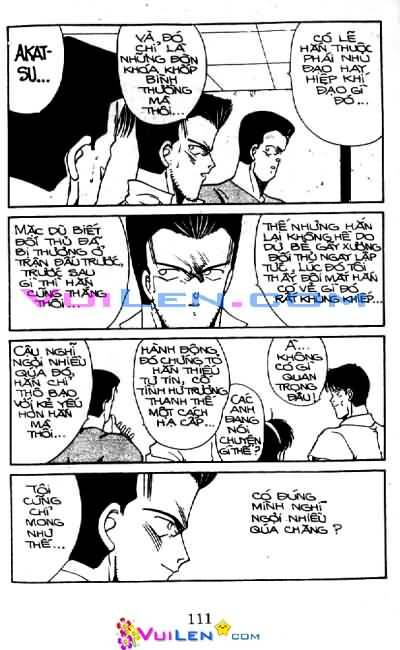 CÓ LẼ
HẮN THUỘC
PHÁI NHU
ĐẠO HAY
HIỆP KHÍ
ĐẠO GÌ
ĐÓ...
VẢ, ĐÓ
CHỈ LÀ
NHỮNG ĐÒN
KHÓA KHỚP
BÌNH
THƯỜNG
MÀ
THÔI...
AKAT-
SU...
THẾ NHƯNG HẮN
LẠI KHÔNG HỀ DO
DỰ BẺ GÃY XƯƠNG
ĐỐI THỦ NGAY LẬP
TỨC, LÚC ĐÓ TÔI
THẤY ĐÔI MẮT HẮN
CÓ VẺ GÌ ĐÓ
RẤT KHỦNG KHIẾP...
MẶC DÙ BIẾT
ĐỐI THỦ ĐÃ
BỊ THƯƠNG Ở
TRẬN ĐẤU TRƯỚC,
TRƯỚC SAU
GÌ THÌ HẮN
CŨNG THẮNG
THÔI...
VUILEN.COM
À...
KHÔNG
CÓ GÌ
QUAN
TRỌNG
ĐÂU!
CÁC
ANH
ĐANG
NÓI
CHUYỆN
GÌ THẾ?
HÀNH ĐỘNG
ĐÓ CHỨNG TỎ
HẮN THIẾU
TỰ TIN, CÓ
TÍNH HƯ TRƯƠNG
THANH THẾ
MỘT CÁCH
HẠ CẤP...
CẬU NGHĨ
NGỢI NHIỀU
QUÁ ĐÓ,
HẮN CHỈ
THÔ BẠO
VỚI KẺ YẾU
HƠN HẮN
MÀ
THÔI...
CÓ ĐÚNG
MÌNH NGHĨ
NGỢI NHIỀU
QUÁ CHĂNG?
TÔI
CŨNG
CHỈ
MONG
NHƯ
THẾ...
111
VUILEN.COM